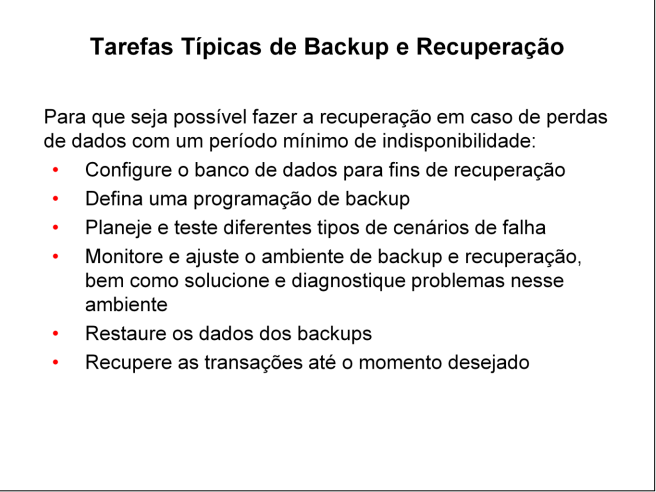 Tarefas Típicas de Backup e Recuperação
Para que seja possível fazer a recuperação em caso de perdas
de dados com um período mínimo de indisponibilidade:
• Configure o banco de dados para fins de recuperação
• Defina uma programação de backup
• Planeje e teste diferentes tipos de cenários de falha
• Monitore e ajuste o ambiente de backup e recuperação,
bem como solucione e diagnostique problemas nesse
ambiente
• Restaure os dados dos backups
• Recupere as transações até o momento desejado